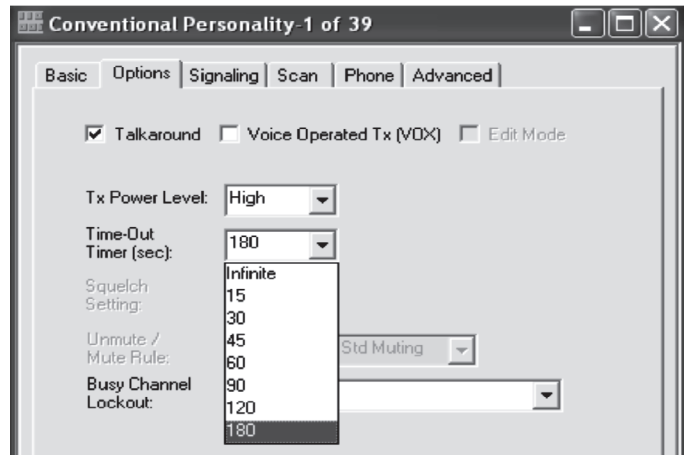 Conventional Personality-1 of 39
Basic Options Signaling Scan Phone Advanced
Talkaround Voice Operated Tx (VOX) Edit Mode
Tx Power Level: High
Time-Out
Timer (sec): 180
Infinite
Squelch
Setting:
15
30
Unmute /
Mute Rule:
45
Std Muting
60
Busy Channel
Lockout:
90
120
180